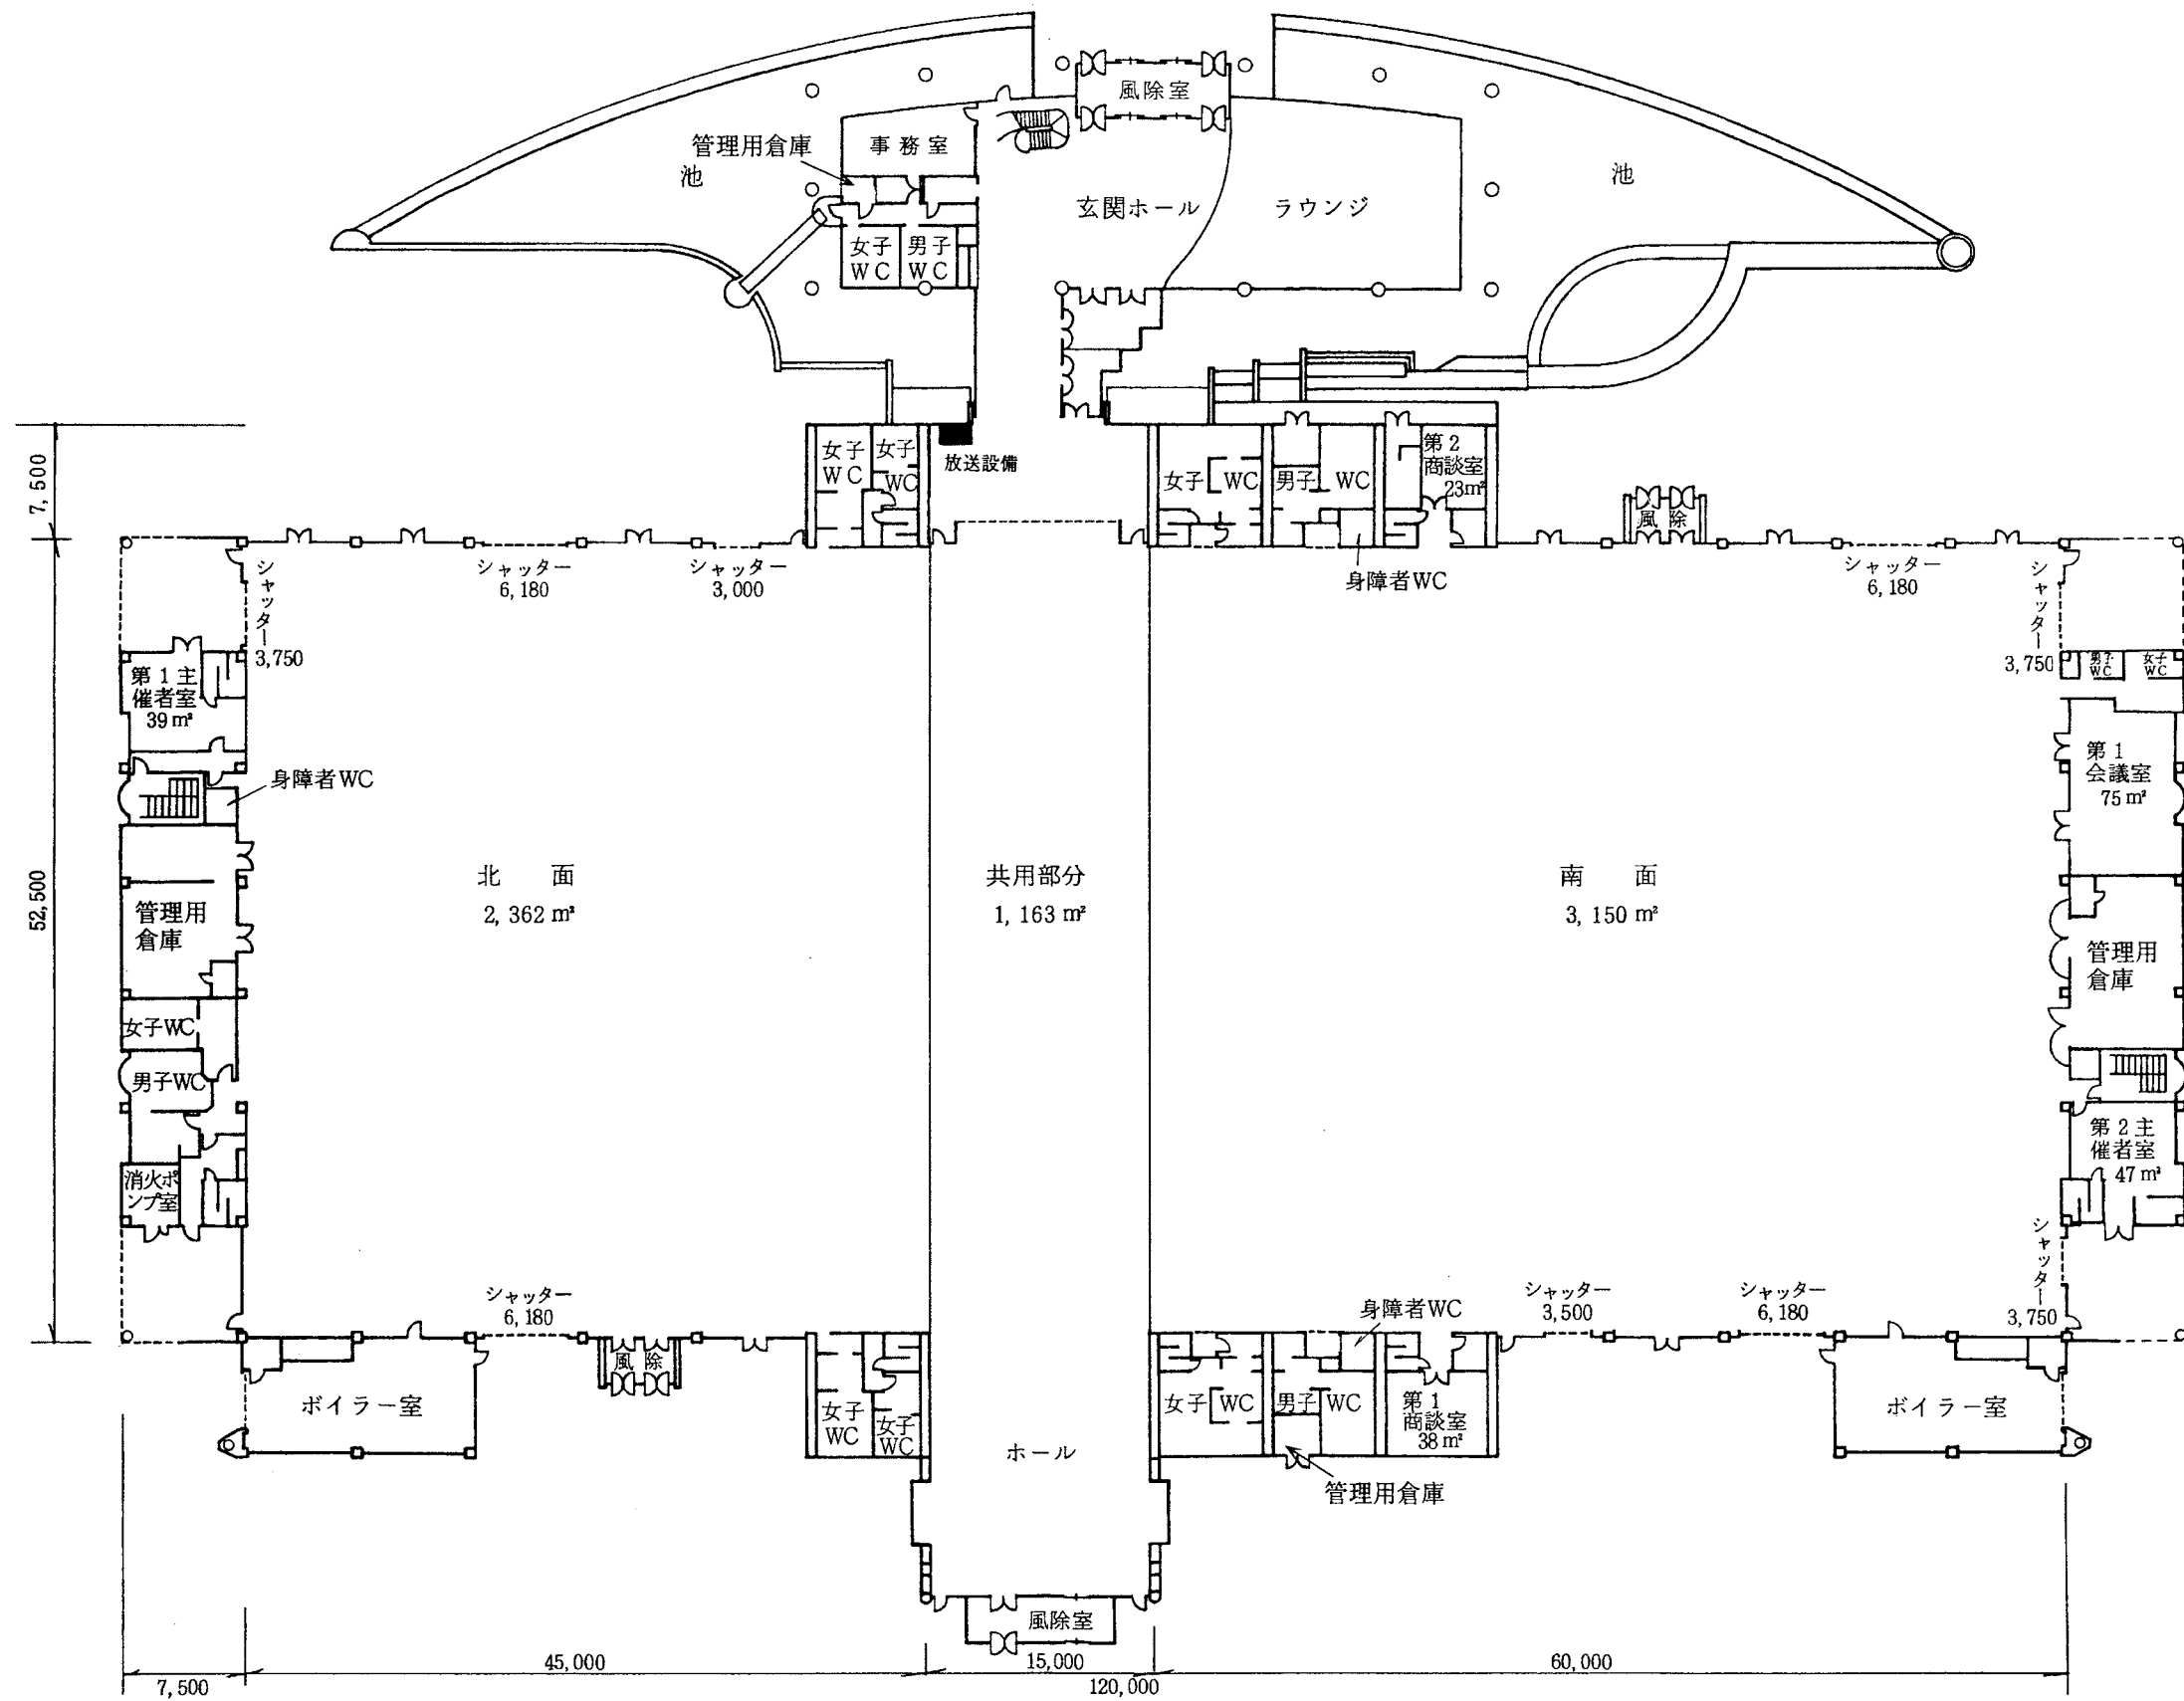 風除室
管理用倉庫
事務室
池
池
玄関ホール
ラウンジ
女子
WC
男子
WC
7,500
女子
WC
女子
WC
放送設備
女子 WC
男子 WC
第2
商談室
23m²
風除
シャッター
3,750
シャッター
6,180
シャッター
3,000
身障者WC
シャッター
6,180
シャッター
3,750
第1主
催者室
39m²
男子
WC
女子
WC
身障者WC
第1
会議室
75m²
52,500
北面
2,362m²
共用部分
1,163m²
南面
3,150m²
管理用
倉庫
管理用
倉庫
女子WC
男子WC
第2主
催者室
47m²
消火ポ
ンプ室
シャッター
3,750
シャッター
6,180
風除
身障者WC
シャッター
3,500
シャッター
6,180
ボイラー室
女子
WC
女子
WC
女子 WC
男子 WC
第1
商談室
38m²
ボイラー室
ホール
管理用倉庫
風除室
7,500
45,000
15,000
60,000
120,000